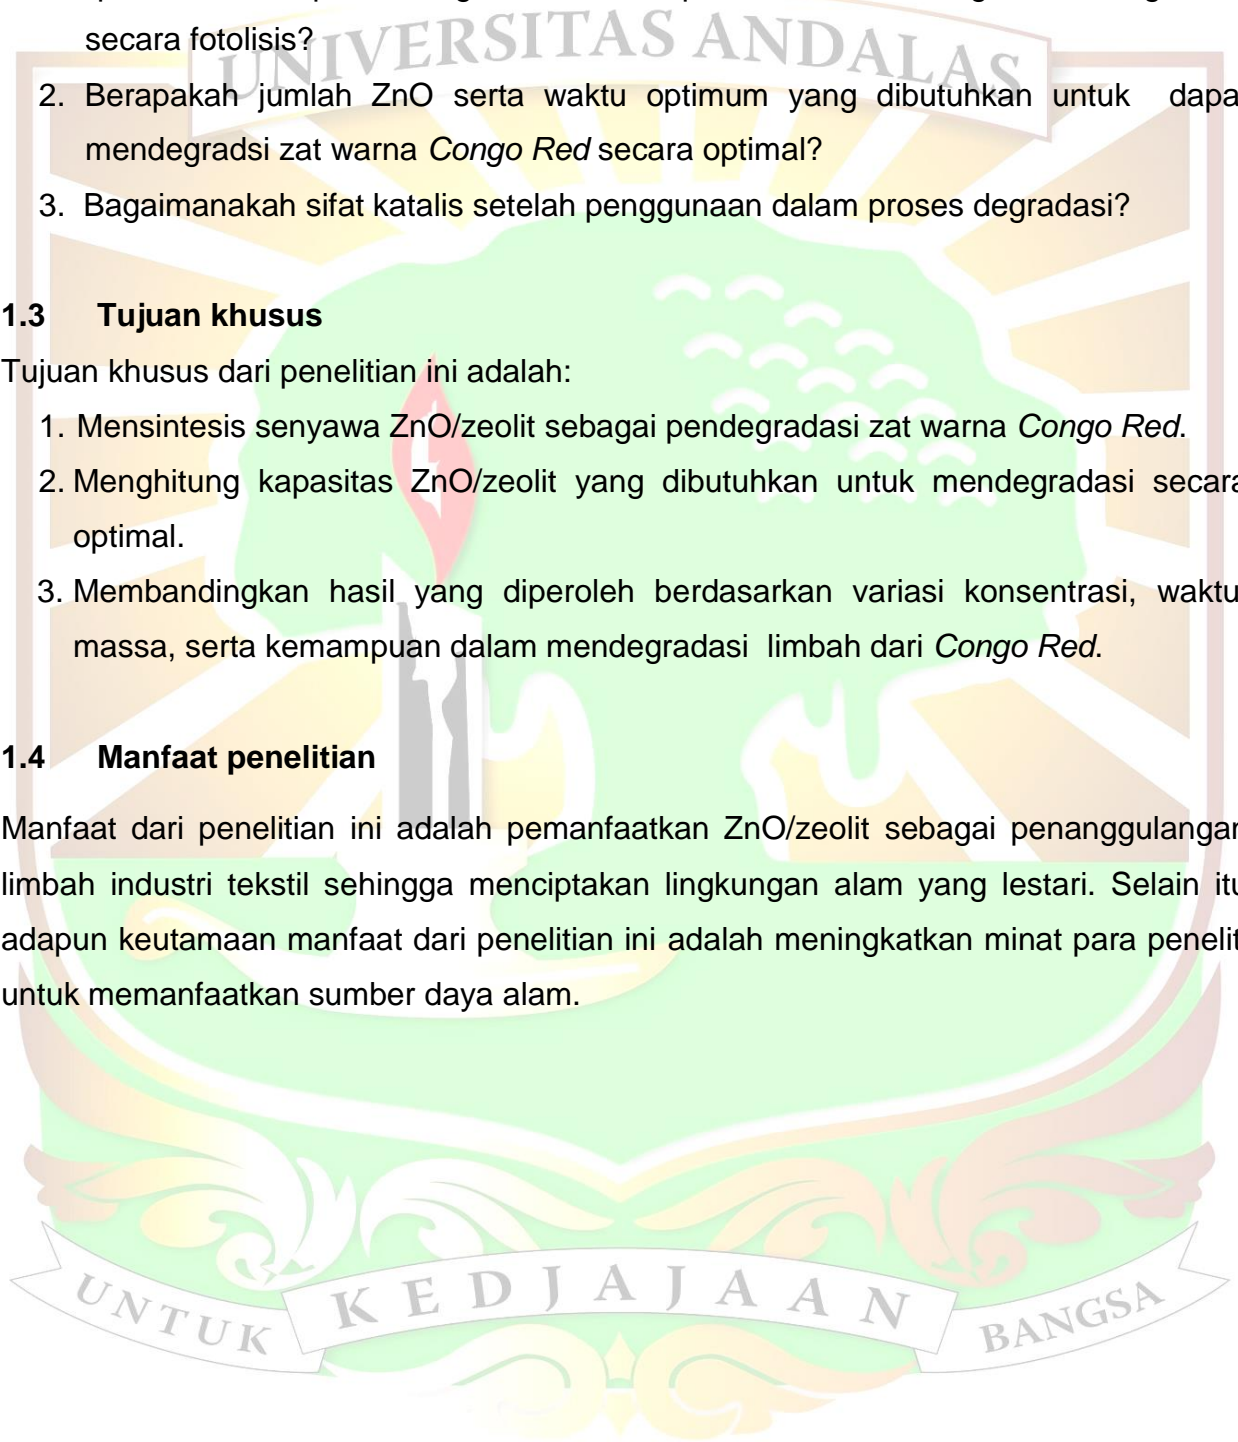 secara fotolisis?
UNIVERSITAS ANDALAS
2. Berapakah jumlah ZnO serta waktu optimum yang dibutuhkan untuk dapa
mendegradsi zat warna Congo Red secara optimal?
3. Bagaimanakah sifat katalis setelah penggunaan dalam proses degradasi?
1.3 Tujuan khusus
Tujuan khusus dari penelitian ini adalah:
1. Mensintesis senyawa ZnO/zeolit sebagai pendegradasi zat warna Congo Red.
2. Menghitung kapasitas ZnO/zeolit yang dibutuhkan untuk mendegradasi secara
optimal.
3. Membandingkan hasil yang diperoleh berdasarkan variasi konsentrasi, waktu
massa, serta kemampuan dalam mendegradasi limbah dari Congo Red.
1.4 Manfaat penelitian
Manfaat dari penelitian ini adalah pemanfaatkan ZnO/zeolit sebagai penanggulangan
limbah industri tekstil sehingga menciptakan lingkungan alam yang lestari. Selain itu
adapun keutamaan manfaat dari penelitian ini adalah meningkatkan minat para penelit
untuk memanfaatkan sumber daya alam.
UNTUK KEDJAJAAN BANGSA